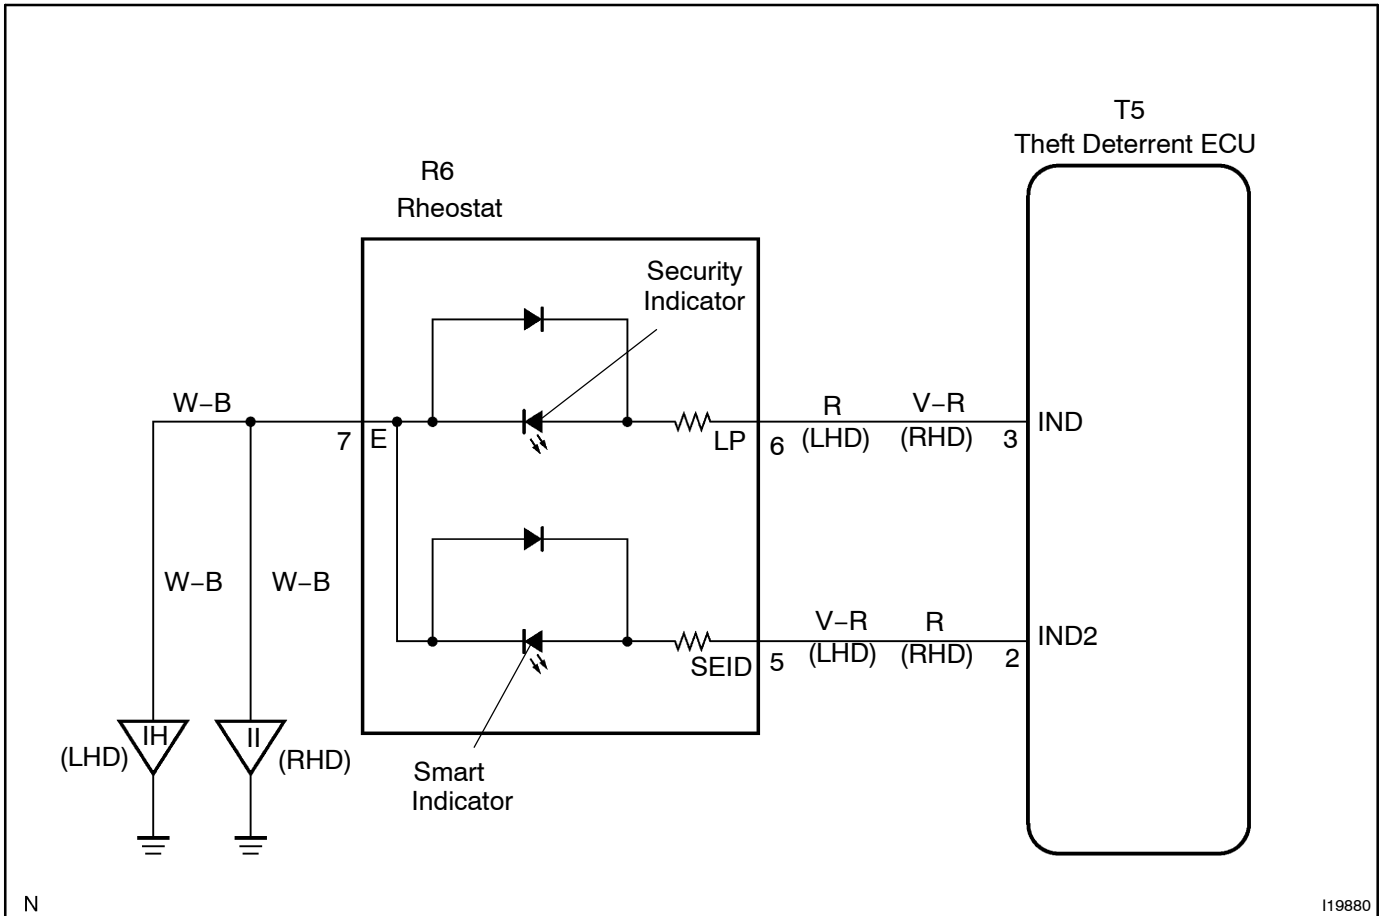 T5
Theft Deterrent ECU
R6
Rheostat
Security
Indicator
W–B
7
E
LP
6
R
(LHD)
V–R
(RHD)
3
IND
W–B
W–B
SEID
5
V–R
(LHD)
R
(RHD)
2
IND2
(LHD)
IH
II
(RHD)
Smart
Indicator
N
I19880